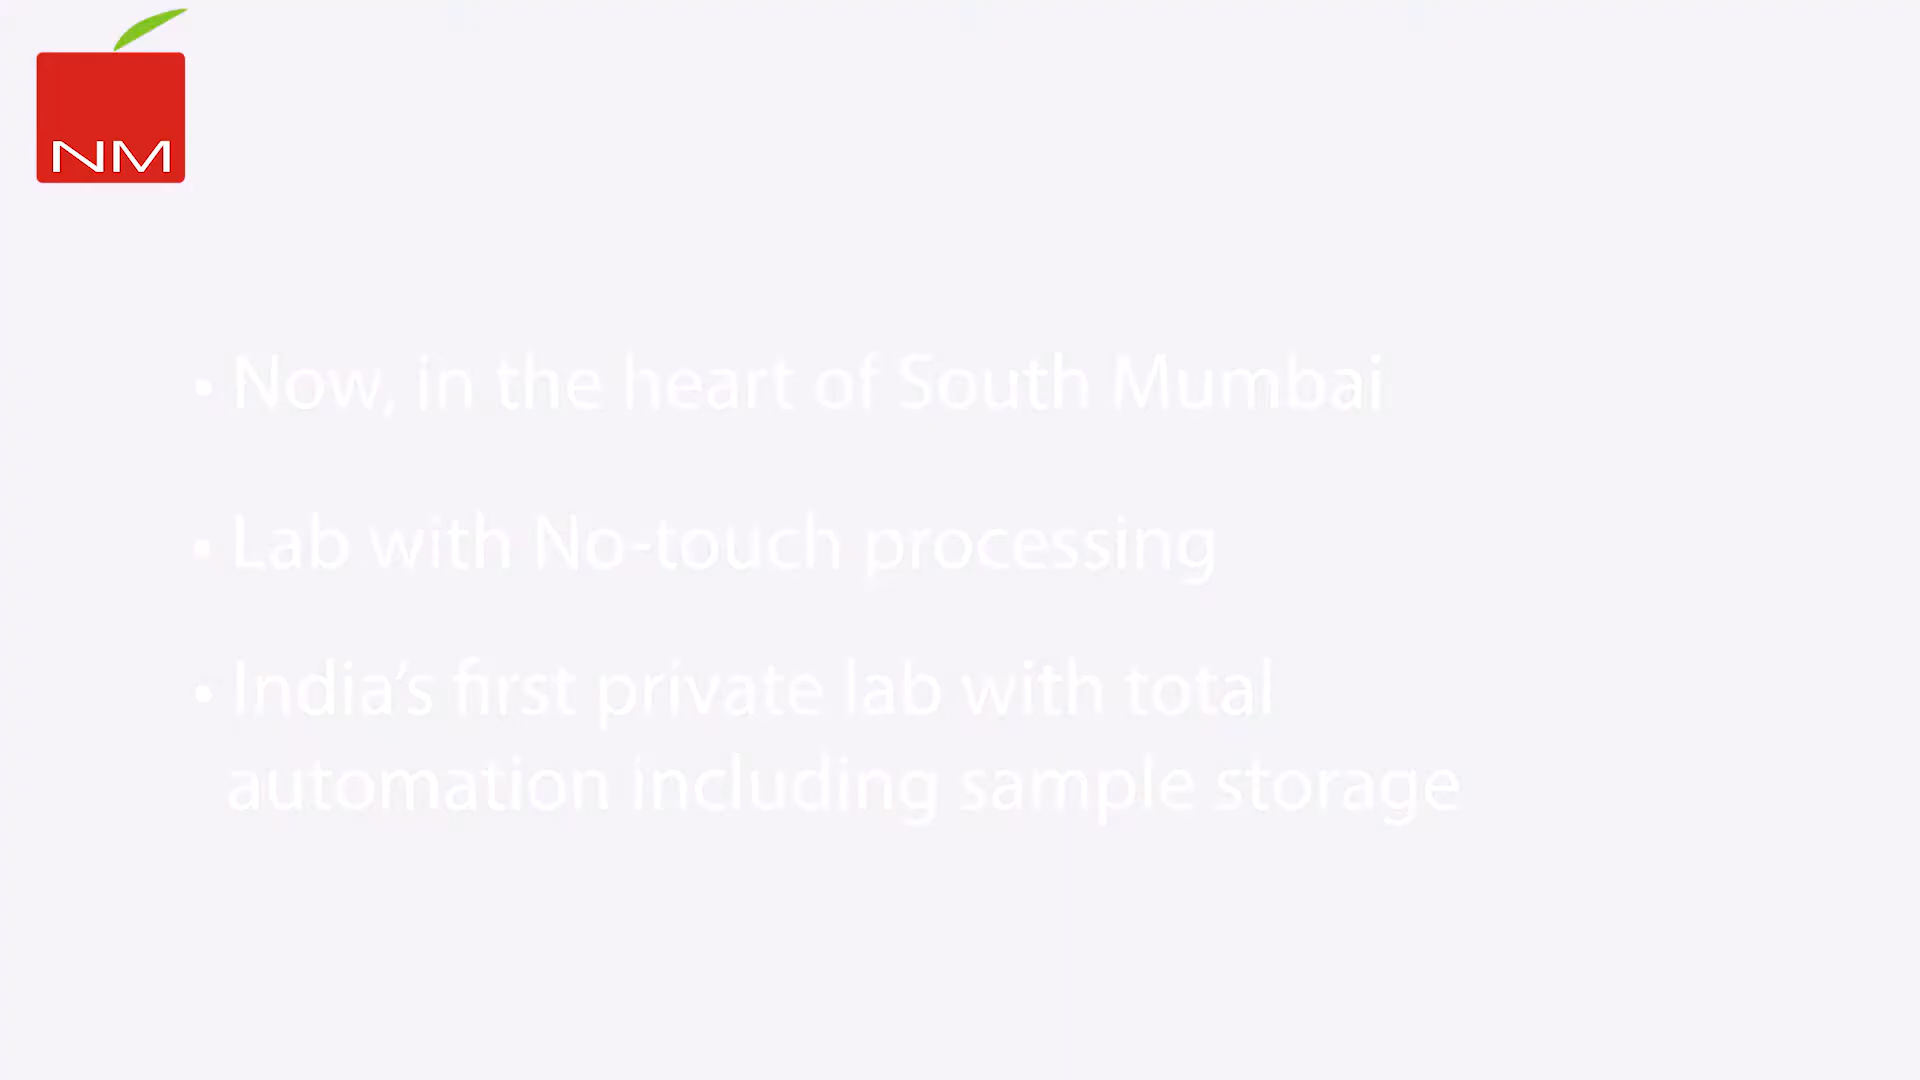 NM
• Now, in the heart of South Mumbai
• Lab with No-touch processing
• India’s first private lab with total
automation including sample storage